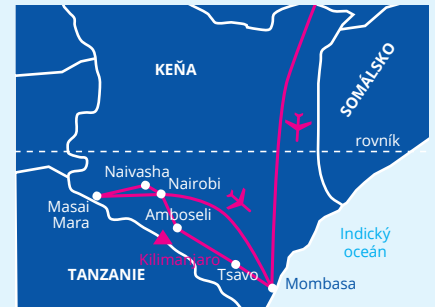 KEŇA
SOMÁLSKO
rovník
Naivasha
Nairobi
Masai
Mara
Amboseli
Indický
oceán
Kilimanjaro
TANZANIE
Tsavo
Mombasa